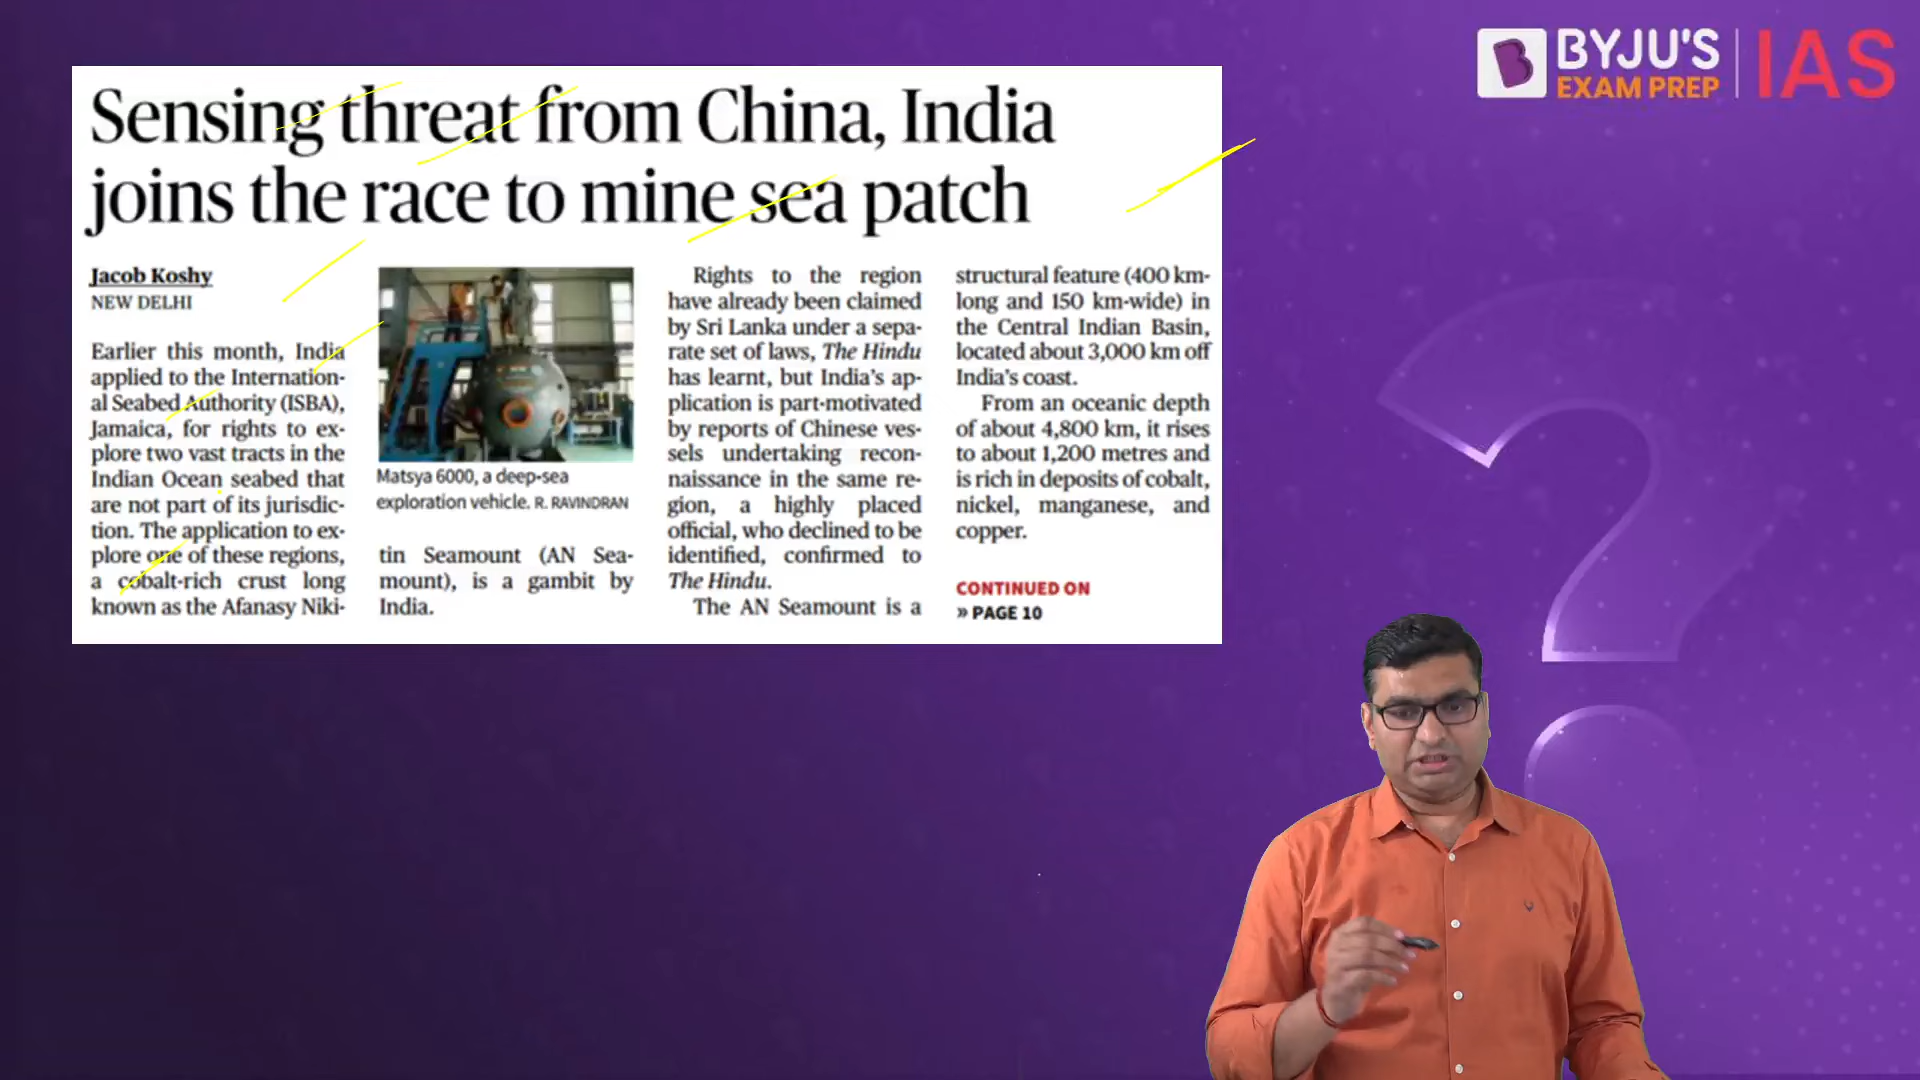 BYJU'S
EXAM PREP
IAS
Sensing threat from China, India
joins the race to mine sea patch
Jacob Koshy
NEW DELHI
Earlier this month, India
applied to the Internation-
al Seabed Authority (ISBA),
Jamaica, for rights to ex-
plore two vast tracts in the
Indian Ocean seabed that
are not part of its jurisdic-
tion. The application to ex-
plore one of these regions,
a cobalt-rich crust long
known as the Afanasy Niki-
Matsya 6000, a deep-sea
exploration vehicle. R. RAVINDRAN
tin Seamount (AN Sea-
mount), is a gambit by
India.
Rights to the region
have already been claimed
by Sri Lanka under a sepa-
rate set of laws, The Hindu
has learnt, but India's ap-
plication is part-motivated
by reports of Chinese ves-
sels undertaking recon-
naissance in the same re-
gion, a highly placed
official, who declined to be
identified, confirmed to
The Hindu.
The AN Seamount is a
structural feature (400 km-
long and 150 km-wide) in
the Central Indian Basin,
located about 3,000 km off
India's coast.
From an oceanic depth
of about 4,800 km, it rises
to about 1,200 metres and
is rich in deposits of cobalt,
nickel, manganese, and
copper.
CONTINUED ON
» PAGE 10